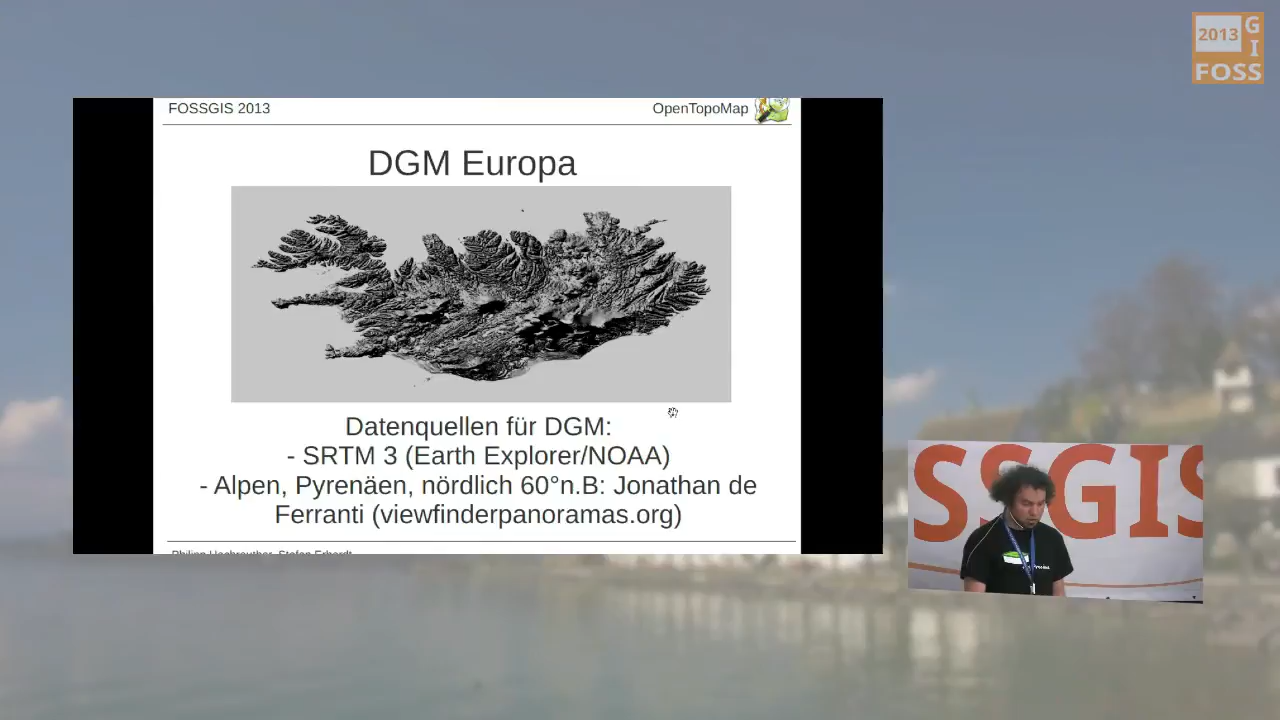 2013
G
I
FOSS
FOSSGIS 2013
OpenTopoMap
DGM Europa
Datenquellen für DGM:
- SRTM 3 (Earth Explorer/NOAA)
- Alpen, Pyrenäen, nördlich 60°n.B: Jonathan de
Ferranti (viewfinderpanoramas.org)
SSGIS